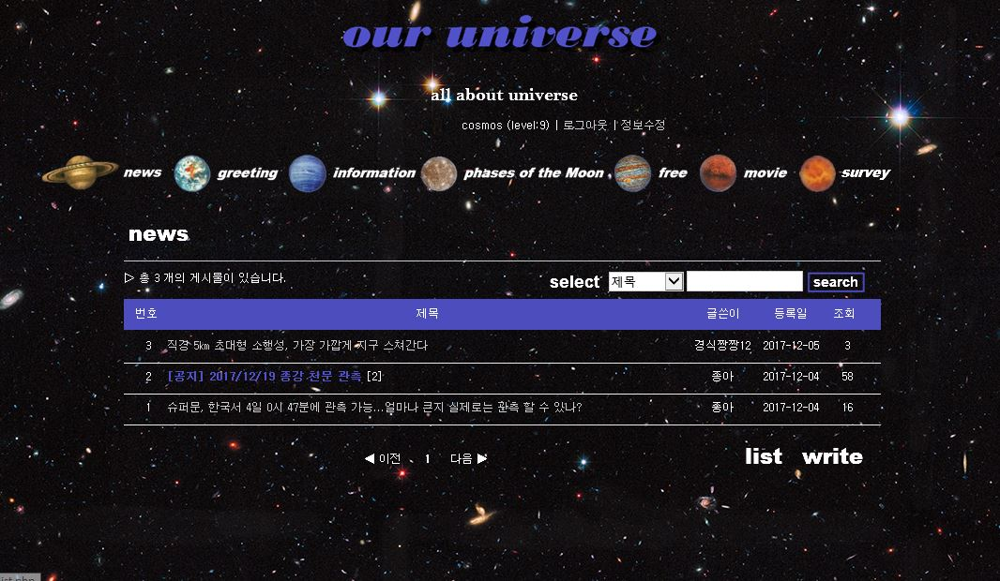 our universe
all about universe
cosmos (level:9) | 로그아웃 | 정보수정
news greeting information phases of the Moon free movie survey
news
▷ 총 3 개의 게시물이 있습니다.
select 제목 search
번호 제목 글쓴이 등록일 조회
3 직경 5㎞ 초대형 소행성, 가장 가깝게 지구 스쳐간다 경식짱짱12 2017-12-05 3
2 [공지] 2017/12/19 종강 천문 관측 [2] 종아 2017-12-04 58
1 슈퍼문, 한국서 4일 0시 47분에 관측 가능...얼마나 큰지 실제로는 관측 할 수 있나? 종아 2017-12-04 16
◀ 이전 1 다음 ▶
list write
ist.php